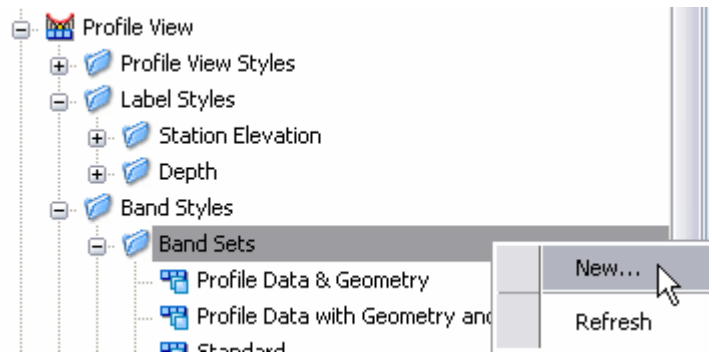 Profile View
Profile View Styles
Label Styles
Station Elevation
Depth
Band Styles
Band Sets
Profile Data & Geometry
New...
Profile Data with Geometry and
Refresh
Standard